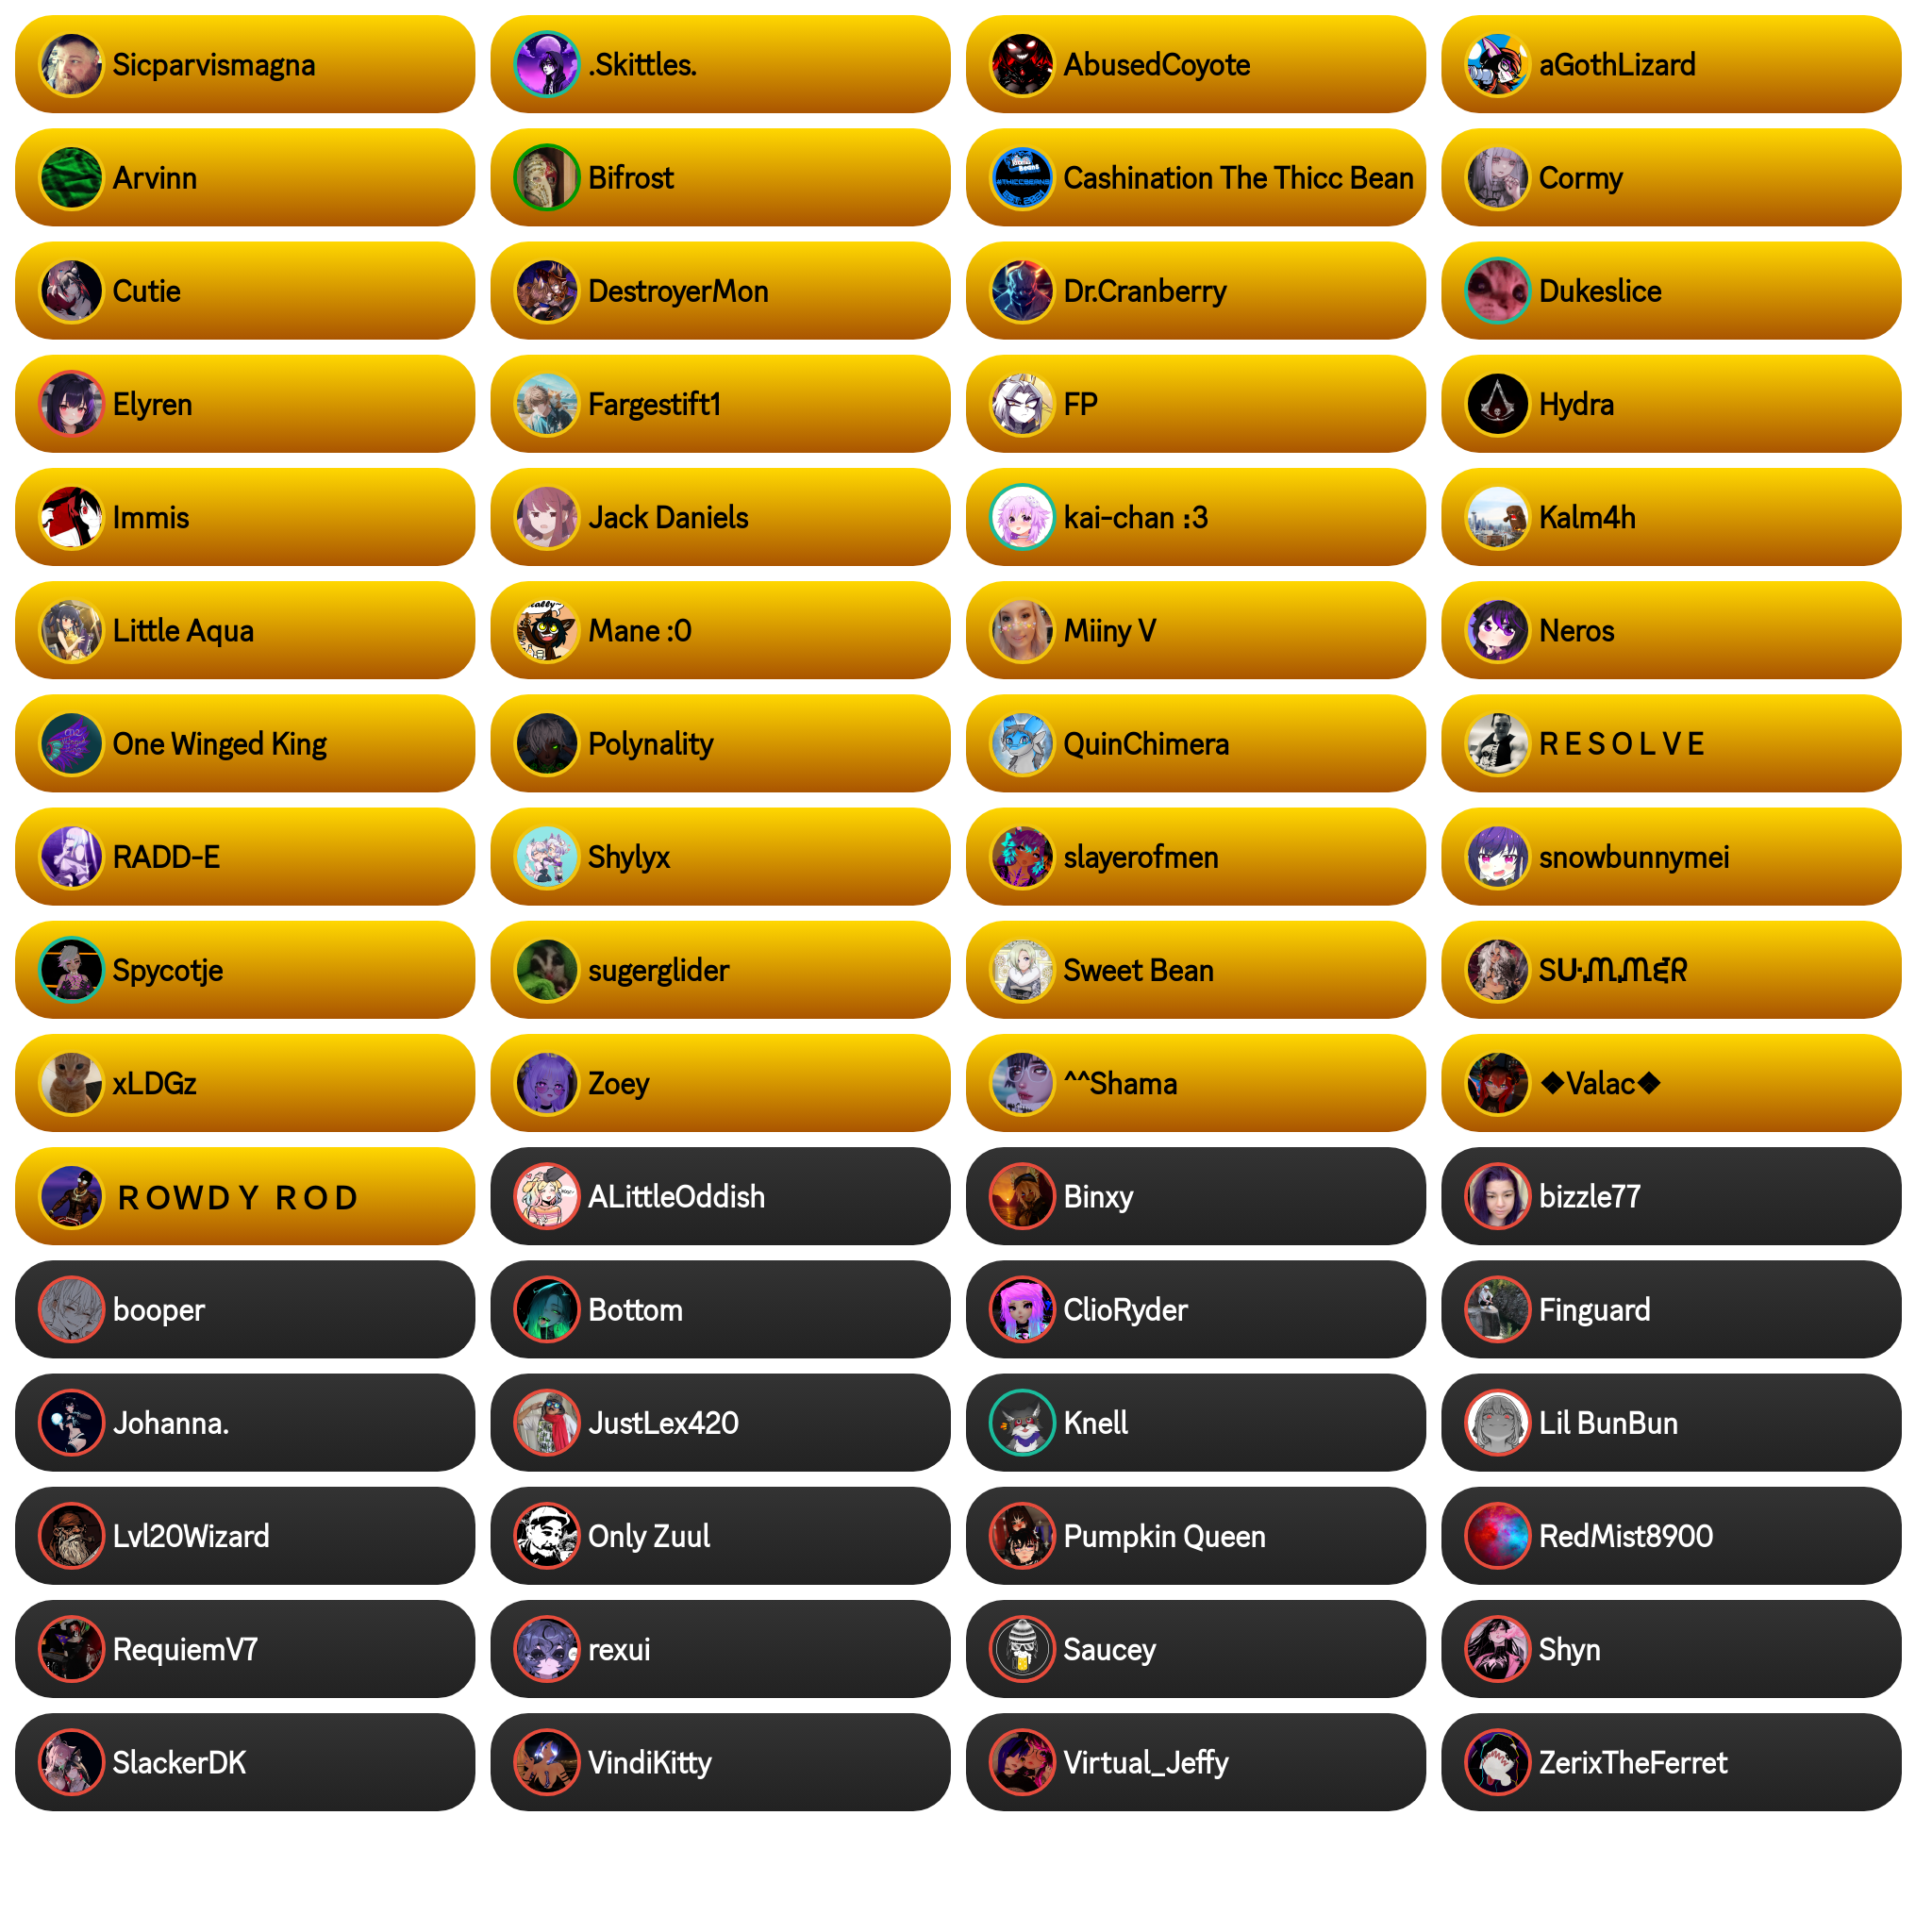 Sicparvismagna
.Skittles.
AbusedCoyote
aGothLizard
Arvinn
Bifrost
Cashination The Thicc Bean
Cormy
Cutie
DestroyerMon
Dr.Cranberry
Dukeslice
Elyren
Fargestift1
FP
Hydra
Immis
Jack Daniels
kai-chan :3
Kalm4h
Little Aqua
Mane :0
Miiny V
Neros
One Winged King
Polynality
QuinChimera
R E S O L V E
RADD-E
Shylyx
slayerofmen
snowbunnymei
Spycotje
sugerglider
Sweet Bean
xLDGz
Zoey
^^Shama
❖Valac❖
R O W D Y R O D
ALittleOddish
Binxy
bizzle77
booper
Bottom
ClioRyder
Finguard
Johanna.
JustLex420
Knell
Lil BunBun
Lvl20Wizard
Only Zuul
Pumpkin Queen
RedMist8900
RequiemV7
rexui
Saucey
Shyn
SlackerDK
VindiKitty
Virtual_Jeffy
ZerixTheFerret